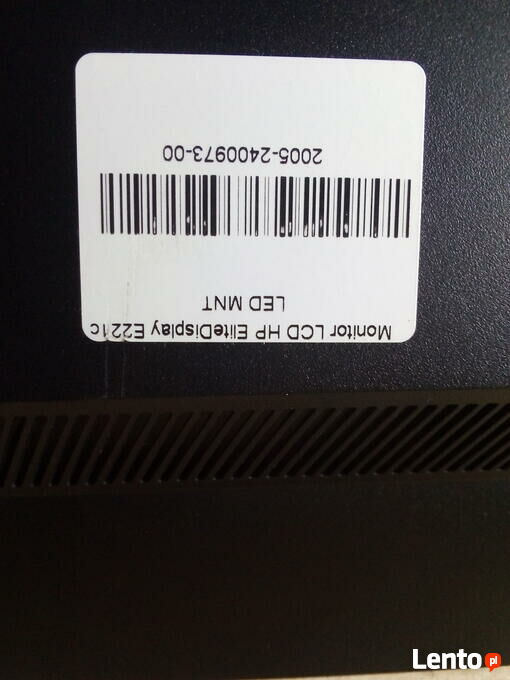 Monitor LCD HP EliteDisplay E221c
LED MNT
2005-2400973-00
Lento.pl